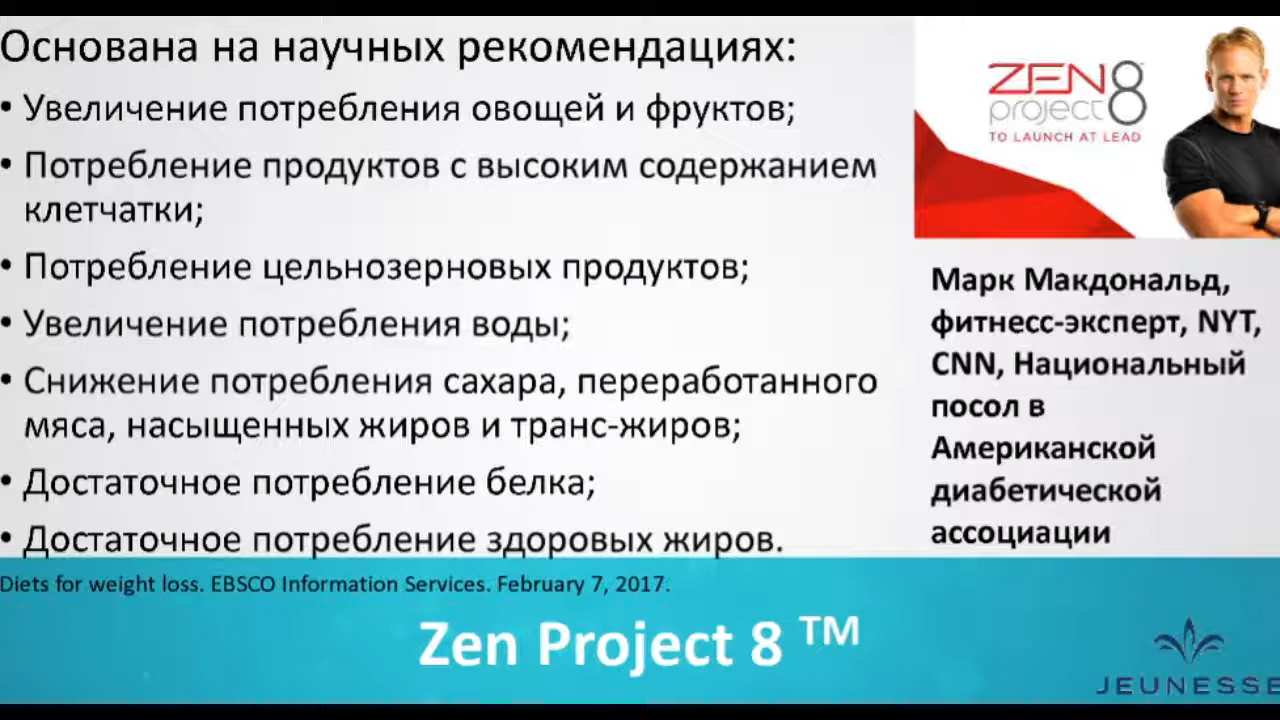 Основана на научных рекомендациях:
• Увеличение потребления овощей и фруктов;
• Потребление продуктов с высоким содержанием
клетчатки;
• Потребление цельнозерновых продуктов;
• Увеличение потребления воды;
• Снижение потребления сахара, переработанного
мяса, насыщенных жиров и транс-жиров;
• Достаточное потребление белка;
• Достаточное потребление здоровых жиров.
Diets for weight loss. EBSCO Information Services. February 7, 2017.
ZEN8
project
TO LAUNCH AT LEAD
Марк Макдональд,
фитнесс-эксперт, NYT,
CNN, Национальный
посол в
Американской
диабетической
ассоциации
Zen Project 8 ™
JEUNESSE